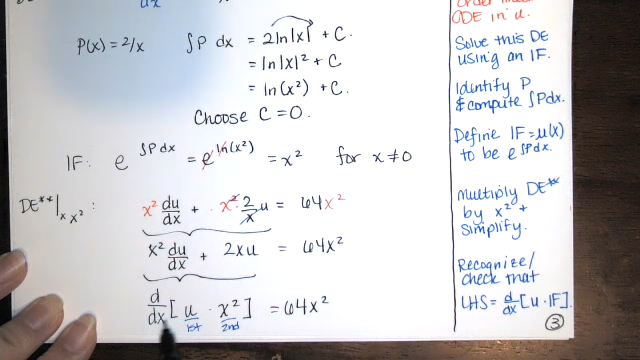 dx
P(x) = 2/x ∫P dx = 2ln|x| + C.
= ln|x|² + C
= ln(x²) + C.
Choose C = 0.
IF: e^∫Pdx = e^ln(x²) = x² for x ≠ 0
DE**|ₓ ₓ² : x² du/dx + x² · 2/x u = 64x²
x² du/dx + 2xu = 64x²
d/dx [ u · x² ] = 64x²
1st 2nd
ODE in u.
Solve this DE
using an IF.
Identify P
& compute ∫Pdx.
Define IF = μ(x)
to be e^∫Pdx.
Multiply DE**
by x² +
simplify.
Recognize/
check that
LHS = d/dx [u · IF].
3